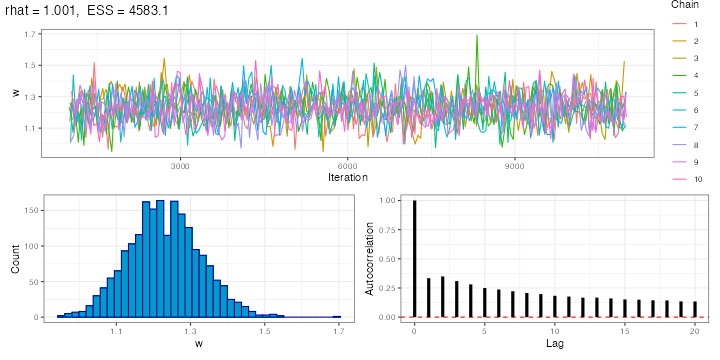 rhat = 1.001, ESS = 4583.1
Chain
1
2
3
4
5
6
7
8
9
10
w
1.7
1.5
1.3
1.1
3000 6000 9000
Iteration
Count
150
100
50
0
1.1 1.3 1.5 1.7
w
Autocorrelation
1.00
0.75
0.50
0.25
0.00
0 5 10 15 20
Lag